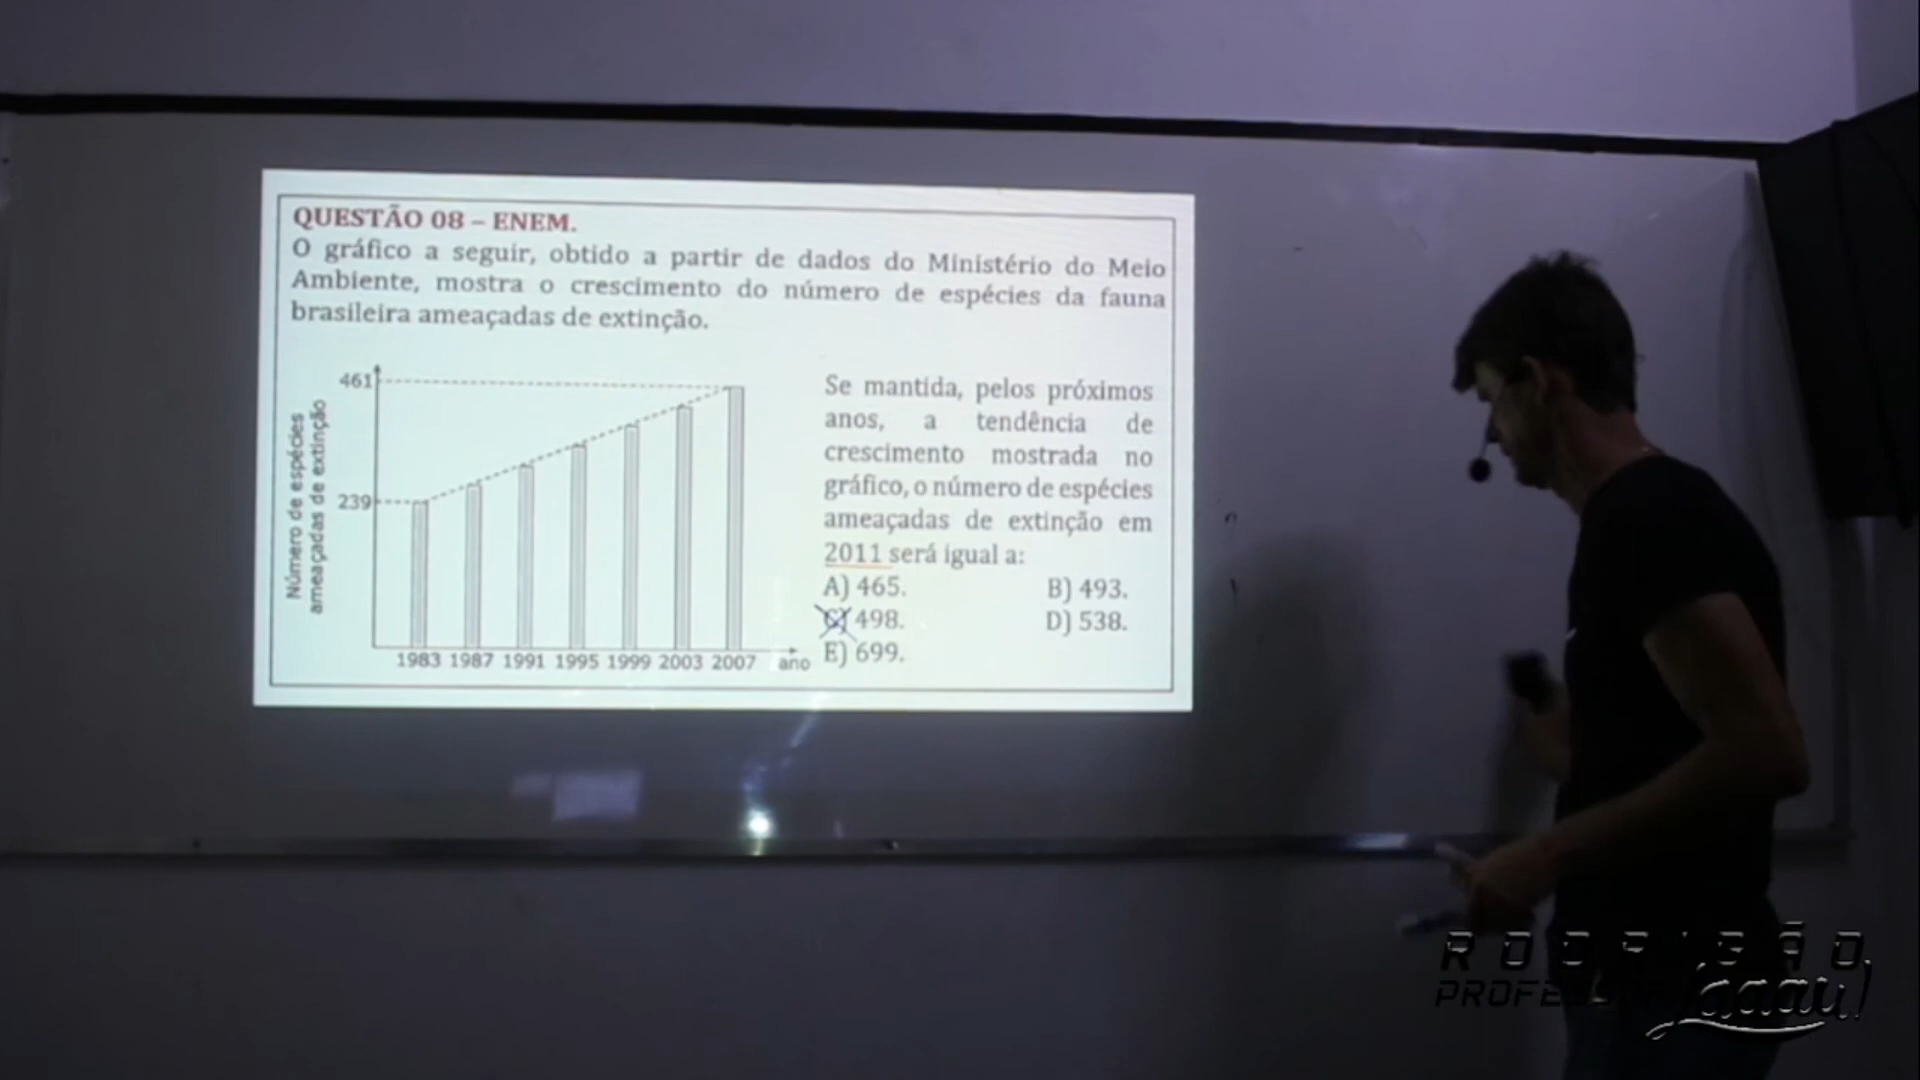 QUESTÃO 08 – ENEM.
O gráfico a seguir, obtido a partir de dados do Ministério do Meio
Ambiente, mostra o crescimento do número de espécies da fauna
brasileira ameaçadas de extinção.
Número de espécies
ameaçadas de extinção
461
239
1983 1987 1991 1995 1999 2003 2007 ano
Se mantida, pelos próximos
anos, a tendência de
crescimento mostrada no
gráfico, o número de espécies
ameaçadas de extinção em
2011 será igual a:
A) 465. B) 493.
C) 498. D) 538.
E) 699.
RODRIGÃO
PROFESSOR